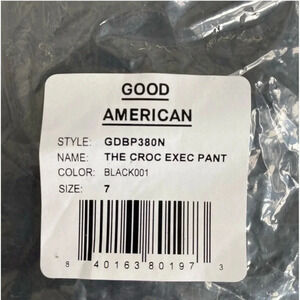 GOOD
AMERICAN
STYLE: GDBP380N
NAME: THE CROC EXEC PANT
COLOR: BLACK001
SIZE: 7
8 40163 80197 3